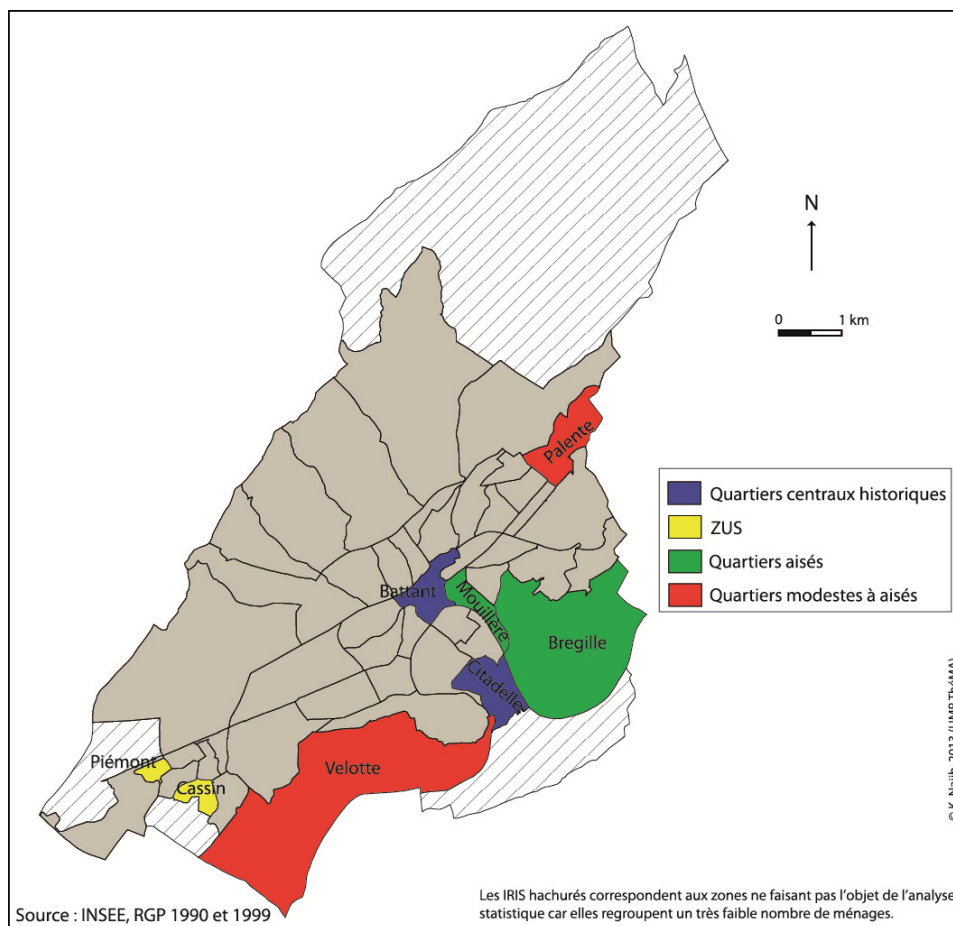 N
0 1 km
Palente
Quartiers centraux historiques
ZUS
Quartiers aisés
Quartiers modestes à aisés
Battant
Mouillère
Bregille
Citadelle
Velotte
Piémont
Cassin
Les IRIS hachurés correspondent aux zones ne faisant pas l'objet de l'analyse
statistique car elles regroupent un très faible nombre de ménages.
Source : INSEE, RGP 1990 et 1999